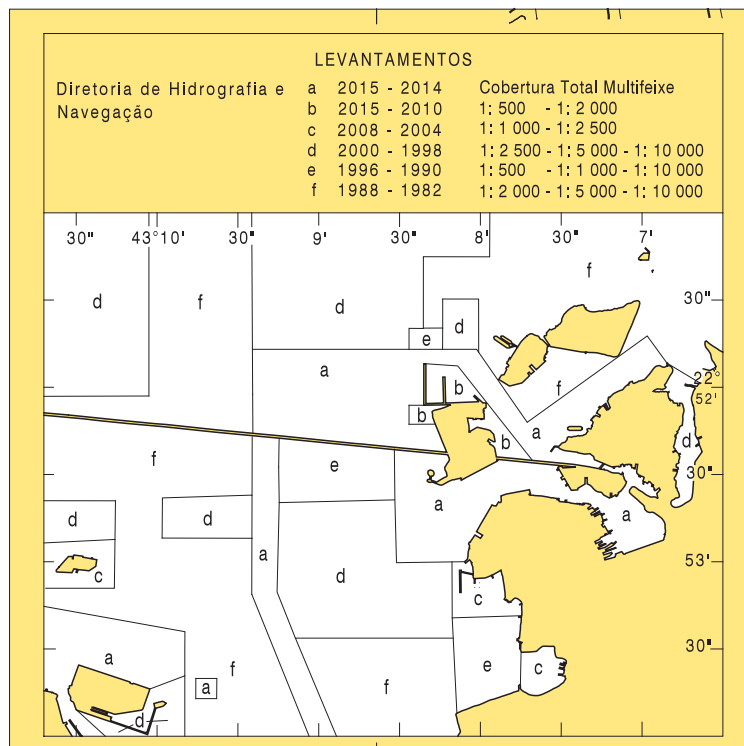 LEVANTAMENTOS
Diretoria de Hidrografia e
Navegação
a 2015 - 2014 Cobertura Total Multifeixe
b 2015 - 2010 1: 500 - 1: 2 000
c 2008 - 2004 1: 1 000 - 1: 2 500
d 2000 - 1998 1: 2 500 - 1: 5 000 - 1: 10 000
e 1996 - 1990 1: 500 - 1: 1 000 - 1: 10 000
f 1988 - 1982 1: 2 000 - 1: 5 000 - 1: 10 000
30" 43°10' 30" 9' 30" 8' 30" 7'
f
d f d 30"
e d
a f
b 22°
52'
b
b a d
f e 30"
a a
d d
a 53'
c d c
30"
a f e c
a f
d